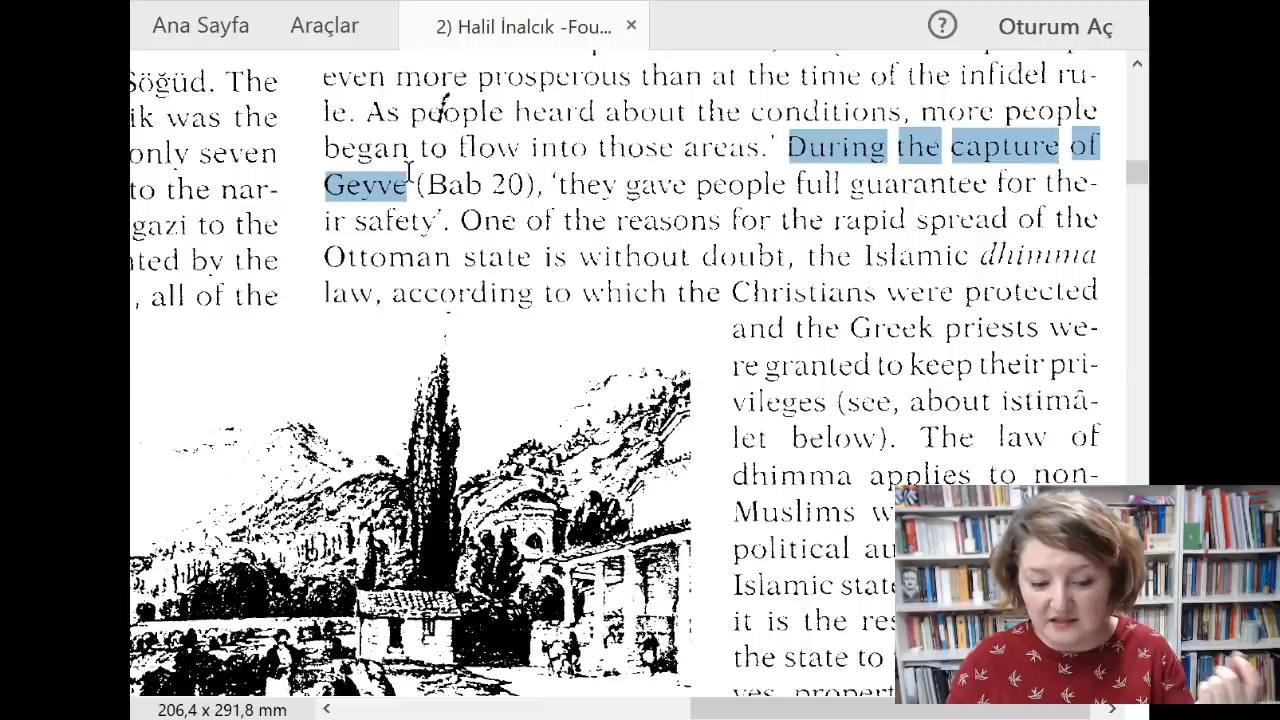 Ana Sayfa Araçlar 2) Halil İnalcık -Fou... × ? Oturum Aç
Söğüd. The
ik was the
only seven
to the nar-
gazi to the
nted by the
, all of the
even more prosperous than at the time of the infidel ru-
le. As people heard about the conditions, more people
began to flow into those areas.' During the capture of
Geyve (Bab 20), 'they gave people full guarantee for the-
ir safety'. One of the reasons for the rapid spread of the
Ottoman state is without doubt, the Islamic dhimma
law, according to which the Christians were protected
and the Greek priests we-
re granted to keep their pri-
vileges (see, about istimâ-
let below). The law of
dhimma applies to non-
Muslims w
political au
Islamic state
it is the res
the state to
ves, propert
206,4 x 291,8 mm